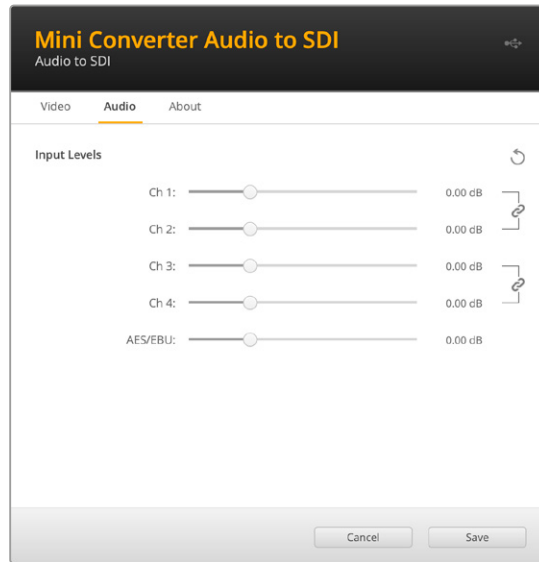 Mini Converter Audio to SDI
Audio to SDI
Video Audio About
Input Levels
Ch 1: 0.00 dB
Ch 2: 0.00 dB
Ch 3: 0.00 dB
Ch 4: 0.00 dB
AES/EBU: 0.00 dB
Cancel Save